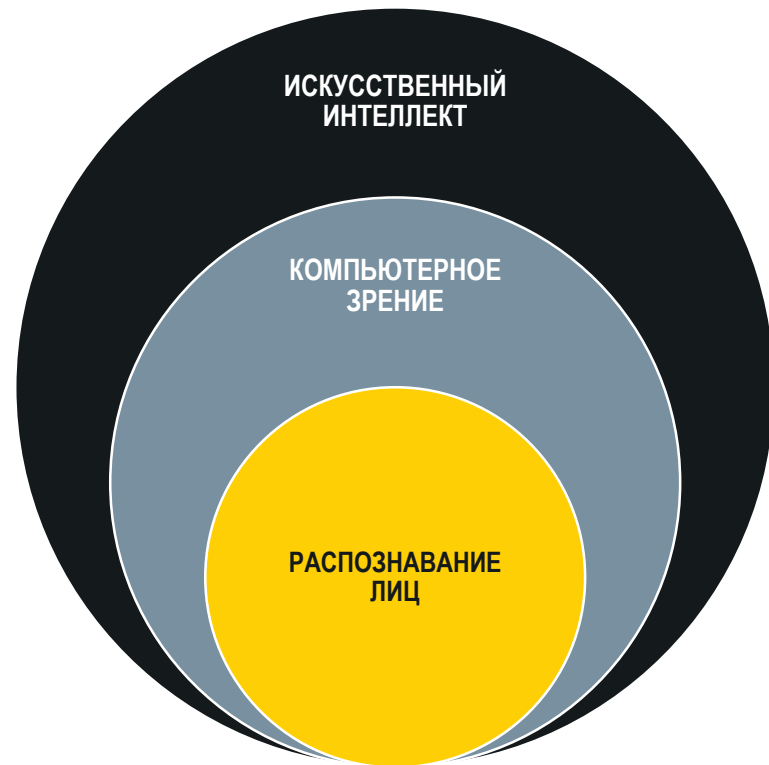 ИСКУССТВЕННЫЙ
ИНТЕЛЛЕКТ
КОМПЬЮТЕРНОЕ
ЗРЕНИЕ
РАСПОЗНАВАНИЕ
ЛИЦ